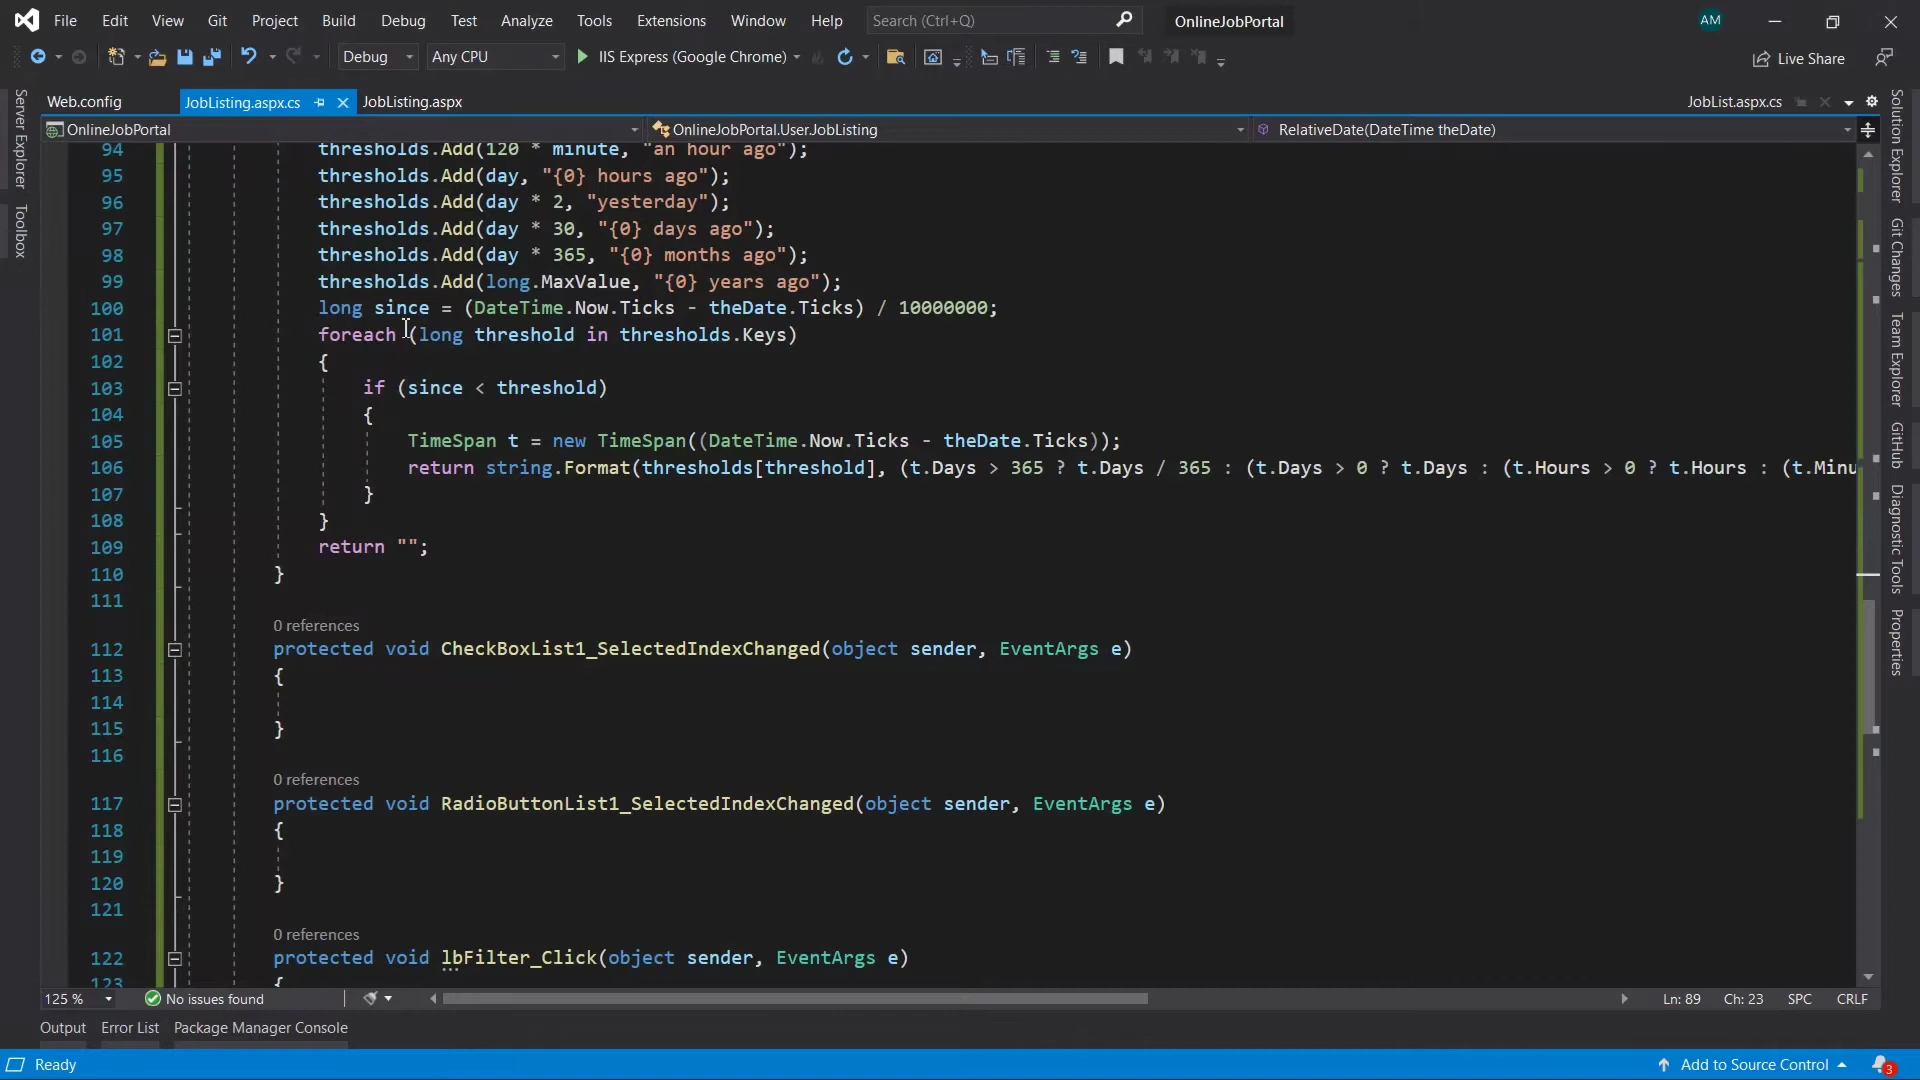 File Edit View Git Project Build Debug Test Analyze Tools Extensions Window Help Search (Ctrl+Q) OnlineJobPortal AM
Debug Any CPU IIS Express (Google Chrome) Live Share
Web.config JobListing.aspx.cs JobListing.aspx JobList.aspx.cs
OnlineJobPortal OnlineJobPortal.User.JobListing RelativeDate(DateTime theDate)
Server Explorer
Toolbox
94 thresholds.Add(120 * minute, "an hour ago");
95 thresholds.Add(day, "{0} hours ago");
96 thresholds.Add(day * 2, "yesterday");
97 thresholds.Add(day * 30, "{0} days ago");
98 thresholds.Add(day * 365, "{0} months ago");
99 thresholds.Add(long.MaxValue, "{0} years ago");
100 long since = (DateTime.Now.Ticks - theDate.Ticks) / 10000000;
101 foreach (long threshold in thresholds.Keys)
102 {
103 if (since < threshold)
104 {
105 TimeSpan t = new TimeSpan((DateTime.Now.Ticks - theDate.Ticks));
106 return string.Format(thresholds[threshold], (t.Days > 365 ? t.Days / 365 : (t.Days > 0 ? t.Days : (t.Hours > 0 ? t.Hours : (t.Minu
107 }
108 }
109 return "";
110 }
111
0 references
112 protected void CheckBoxList1_SelectedIndexChanged(object sender, EventArgs e)
113 {
114
115 }
116
0 references
117 protected void RadioButtonList1_SelectedIndexChanged(object sender, EventArgs e)
118 {
119
120 }
121
0 references
122 protected void lbFilter_Click(object sender, EventArgs e)
123 {
Solution Explorer
Git Changes
Team Explorer
GitHub
Diagnostic Tools
Properties
125 % No issues found Ln: 89 Ch: 23 SPC CRLF
Output Error List Package Manager Console
Ready Add to Source Control 3